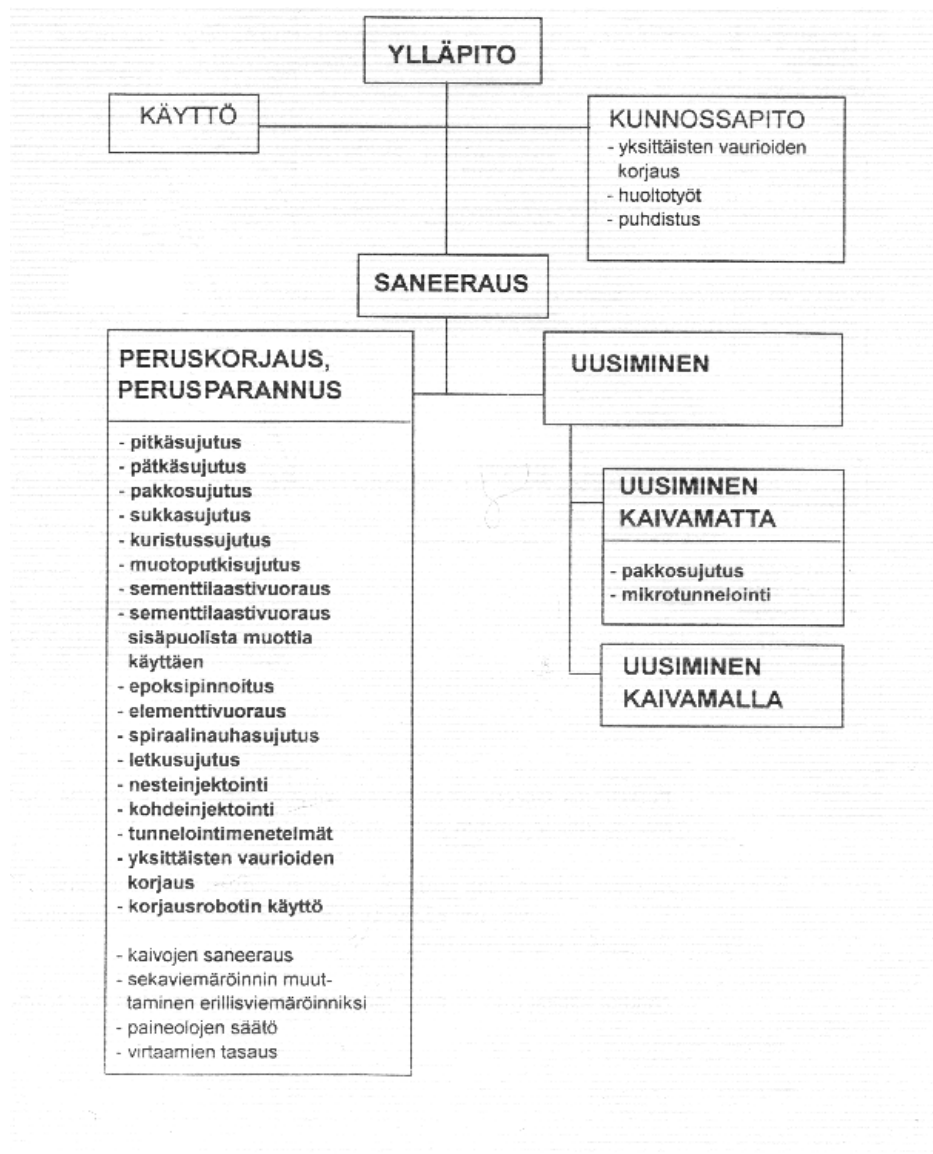 YLLÄPITO
KÄYTTÖ
KUNNOSSAPITO
- yksittäisten vaurioiden
korjaus
- huoltotyöt
- puhdistus
SANEERAUS
PERUSKORJAUS,
PERUSPARANNUS
- pitkäsujutus
- pätkäsujutus
- pakkosujutus
- sukkasujutus
- kuristussujutus
- muotoputkisujutus
- sementtilaastivuoraus
- sementtilaastivuoraus
sisäpuolista muottia
käyttäen
- epoksipinnoitus
- elementtivuoraus
- spiraalinauhasujutus
- letkusujutus
- nesteinjektointi
- kohdeinjektointi
- tunnelointimenetelmät
- yksittäisten vaurioiden
korjaus
- korjausrobotin käyttö
- kaivojen saneeraus
- sekaviemäröinnin muut-
taminen erillisviemäröinniksi
- paineolojen säätö
- virtaamien tasaus
UUSIMINEN
UUSIMINEN
KAIVAMATTA
- pakkosujutus
- mikrotunnelointi
UUSIMINEN
KAIVAMALLA